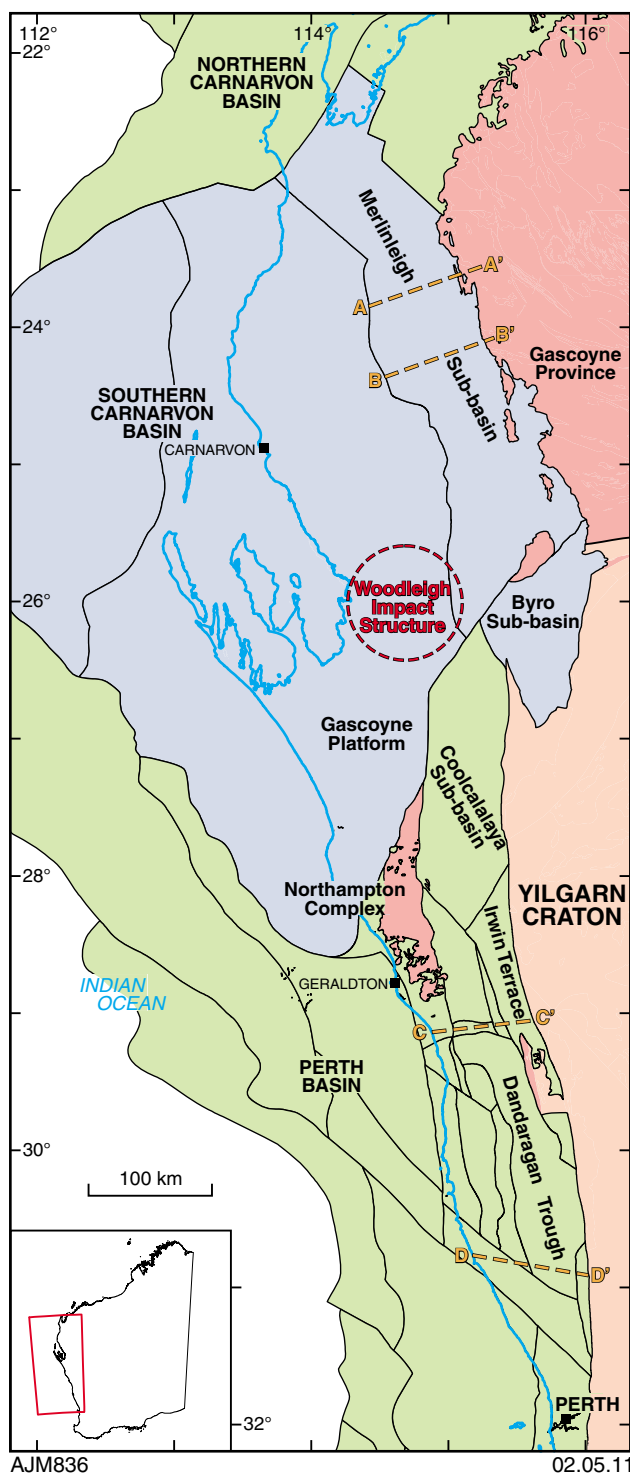 112°
114°
116°
22°
NORTHERN
CARNARVON
BASIN
Merlinleigh
A
A'
24°
B
B'
Gascoyne
Province
Sub-basin
SOUTHERN
CARNARVON
BASIN
CARNARVON
Woodleigh
Impact
Structure
26°
Byro
Sub-basin
Gascoyne
Platform
Coolcalalaya
Sub-basin
28°
Northampton
Complex
YILGARN
CRATON
Irwin Terrace
INDIAN
OCEAN
GERALDTON
C
C'
PERTH
BASIN
Dandaragan
Trough
30°
100 km
D
D'
PERTH
32°
AJM836
02.05.11